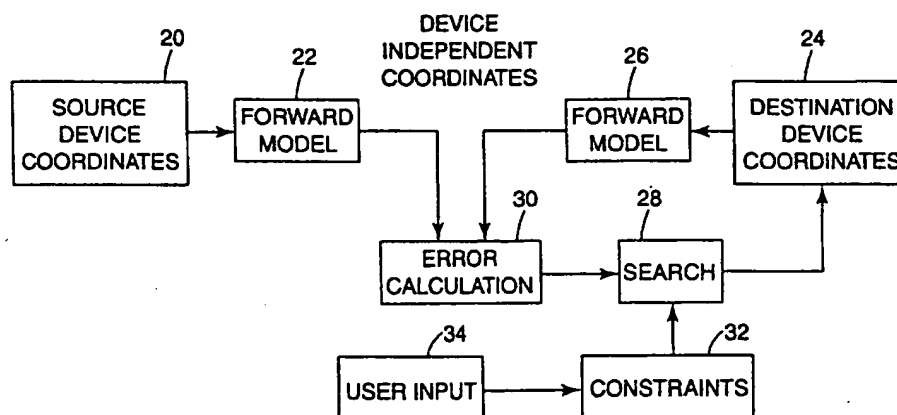 DEVICE
INDEPENDENT
COORDINATES
20
22
26
24
SOURCE
DEVICE
COORDINATES
FORWARD
MODEL
FORWARD
MODEL
DESTINATION
DEVICE
COORDINATES
30
28
ERROR
CALCULATION
SEARCH
34
32
USER INPUT
CONSTRAINTS